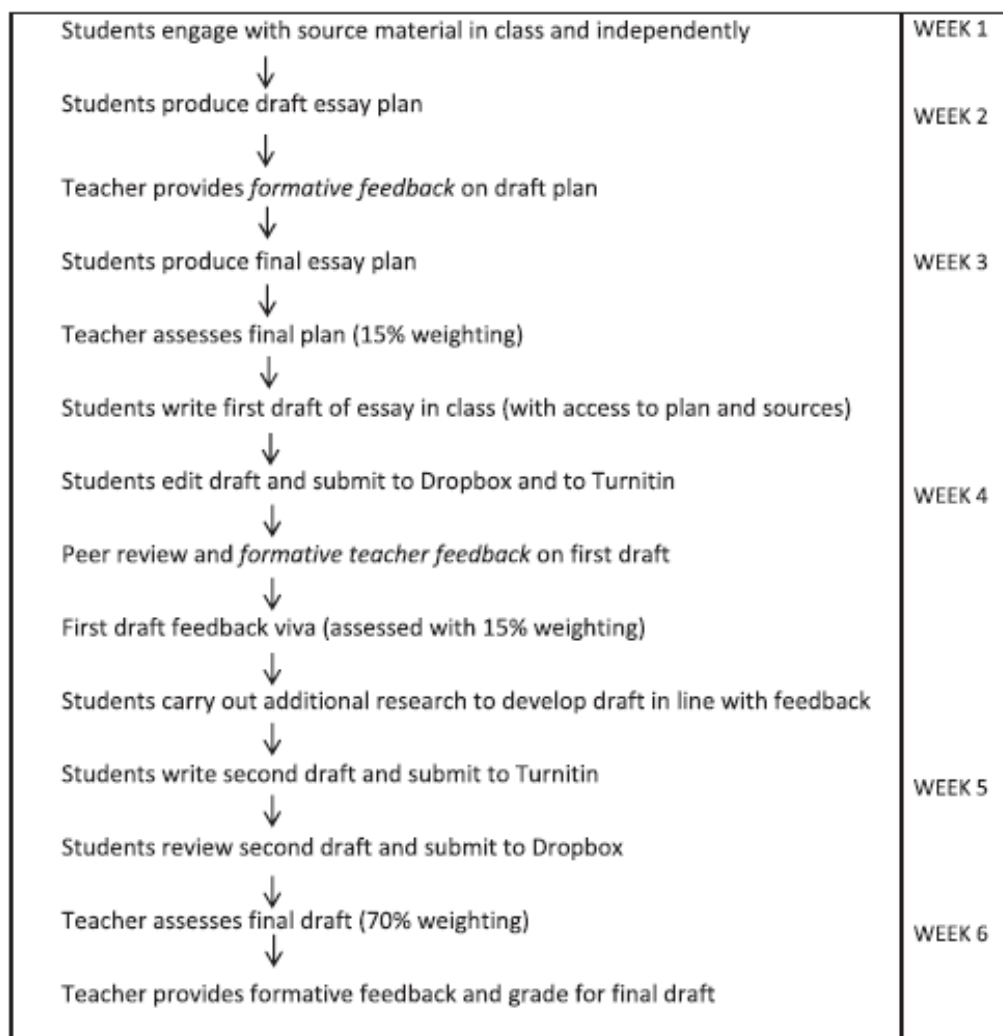 Students engage with source material in class and independently
WEEK 1
Students produce draft essay plan
WEEK 2
Teacher provides formative feedback on draft plan
Students produce final essay plan
WEEK 3
Teacher assesses final plan (15% weighting)
Students write first draft of essay in class (with access to plan and sources)
Students edit draft and submit to Dropbox and to Turnitin
WEEK 4
Peer review and formative teacher feedback on first draft
First draft feedback viva (assessed with 15% weighting)
Students carry out additional research to develop draft in line with feedback
Students write second draft and submit to Turnitin
WEEK 5
Students review second draft and submit to Dropbox
Teacher assesses final draft (70% weighting)
WEEK 6
Teacher provides formative feedback and grade for final draft